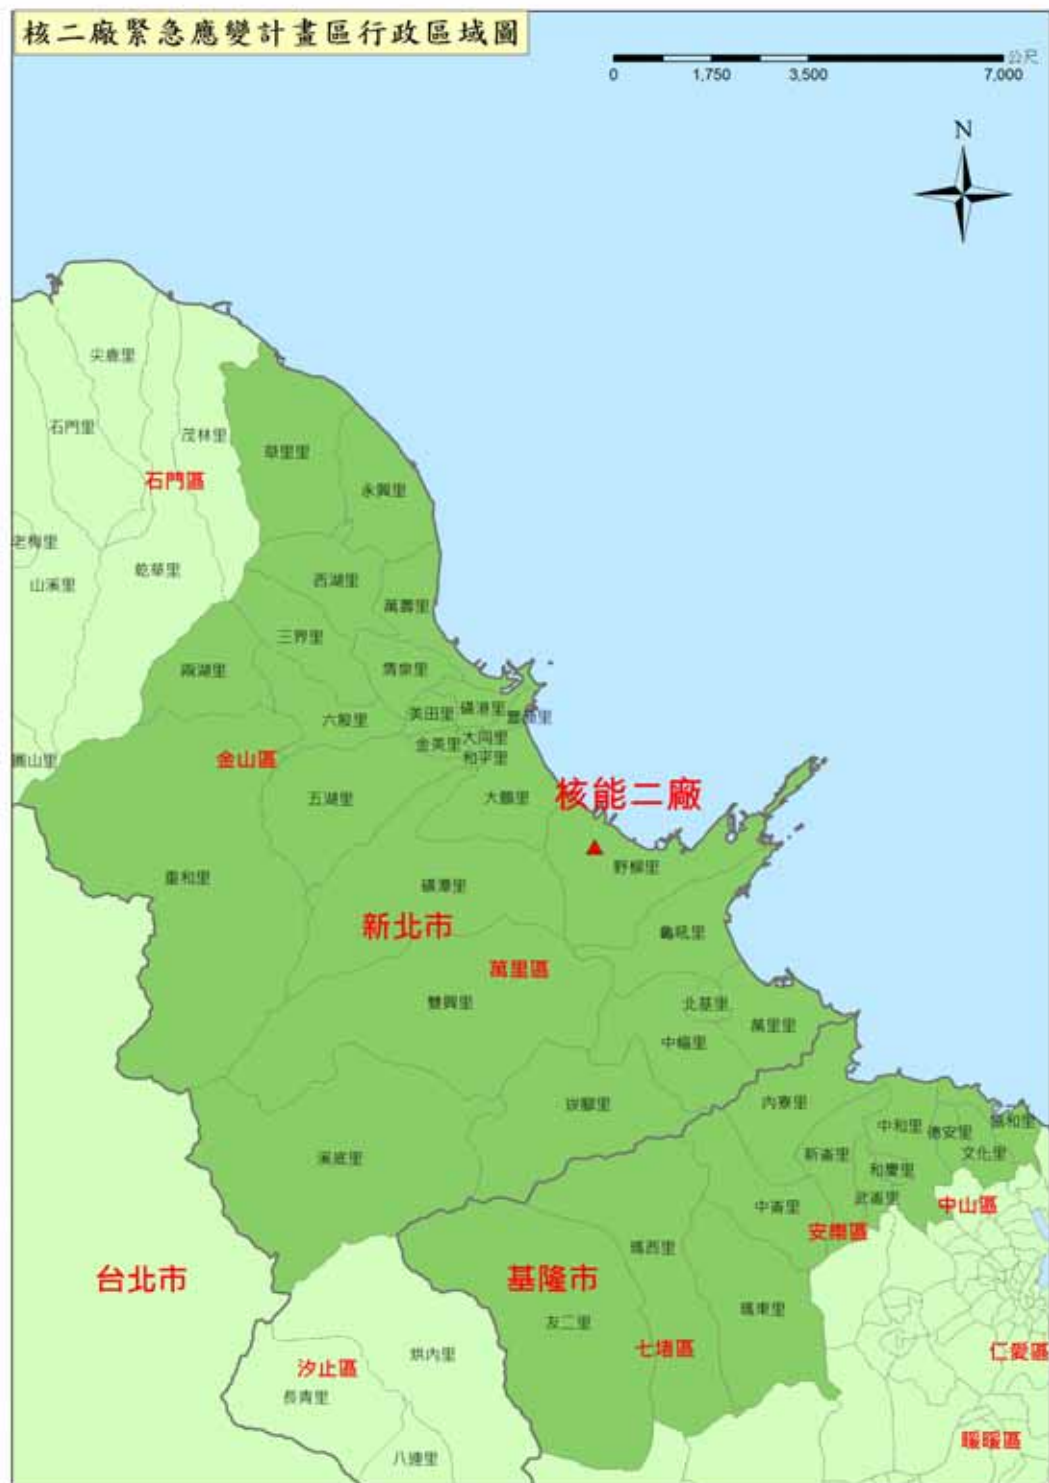 核二廠緊急應變計畫區行政區域圖
公尺
0 1,750 3,500 7,000
N
尖鹿里
石門里
茂林里
草里里
石門區
永興里
老梅里
乾華里
山溪里
西湖里
萬壽里
三界里
兩湖里
清泉里
美田里
磺港里
豐漁里
六股里
金美里
大同里
和平里
金山區
圓山里
五湖里
大鵬里
核能二廠
野柳里
重和里
磺潭里
新北市
龜吼里
萬里區
雙興里
北基里
萬里里
中幅里
崁腳里
內寮里
溪底里
中和里
德安里
協和里
新崙里
文化里
和慶里
武崙里
中崙里
安樂區
中山區
瑪西里
台北市
基隆市
友二里
瑪東里
七堵區
仁愛區
烘內里
汐止區
長青里
八連里
暖暖區